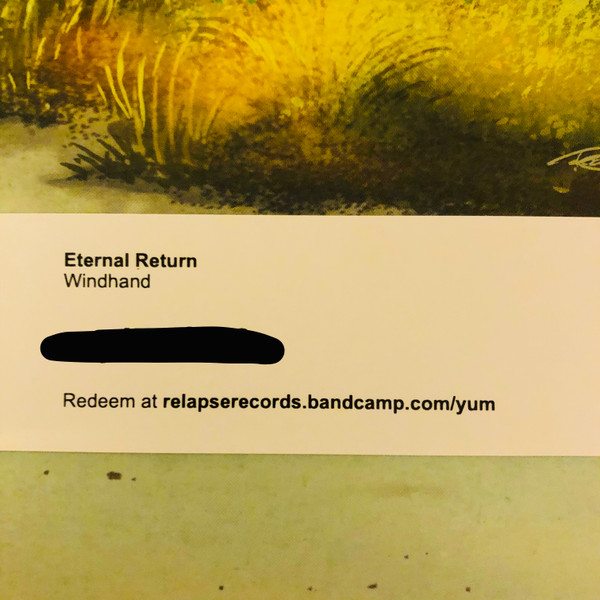 Eternal Return
Windhand
Redeem at relapserecords.bandcamp.com/yum